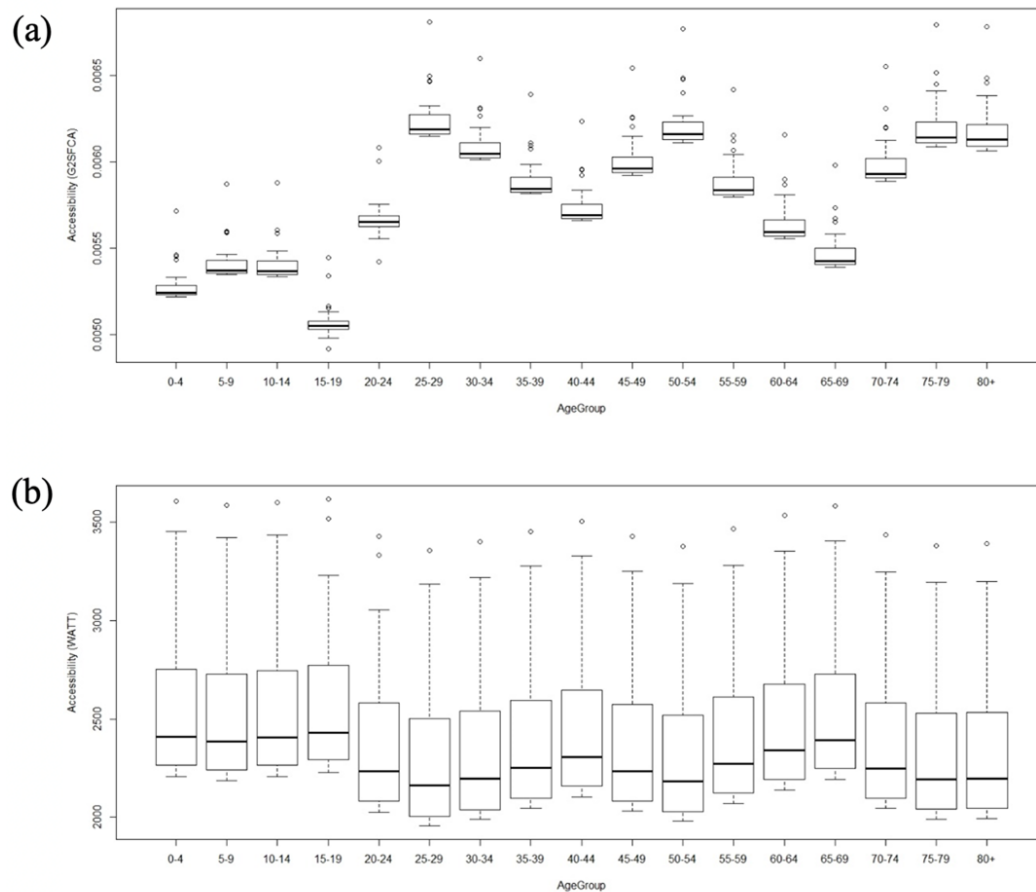 (a)
Accessibility (G2SFCA)
0.0065
0.0060
0.0055
0.0050
0-4 5-9 10-14 15-19 20-24 25-29 30-34 35-39 40-44 45-49 50-54 55-59 60-64 65-69 70-74 75-79 80+
AgeGroup
(b)
Accessibility (WATT)
3500
3000
2500
2000
0-4 5-9 10-14 15-19 20-24 25-29 30-34 35-39 40-44 45-49 50-54 55-59 60-64 65-69 70-74 75-79 80+
AgeGroup